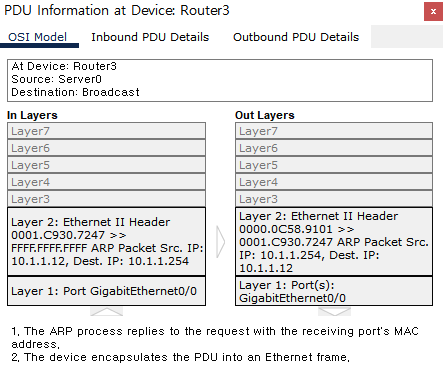 PDU Information at Device: Router3
x
OSI Model Inbound PDU Details Outbound PDU Details
At Device: Router3
Source: Server0
Destination: Broadcast
In Layers
Layer7
Layer6
Layer5
Layer4
Layer3
Layer 2: Ethernet II Header
0001.C930.7247 >>
FFFF.FFFF.FFFF ARP Packet Src. IP:
10.1.1.12, Dest. IP: 10.1.1.254
Layer 1: Port GigabitEthernet0/0
Out Layers
Layer7
Layer6
Layer5
Layer4
Layer3
Layer 2: Ethernet II Header
0000.0C58.9101 >>
0001.C930.7247 ARP Packet Src.
IP: 10.1.1.254, Dest. IP:
10.1.1.12
Layer 1: Port(s):
GigabitEthernet0/0
1. The ARP process replies to the request with the receiving port's MAC
address.
2. The device encapsulates the PDU into an Ethernet frame.